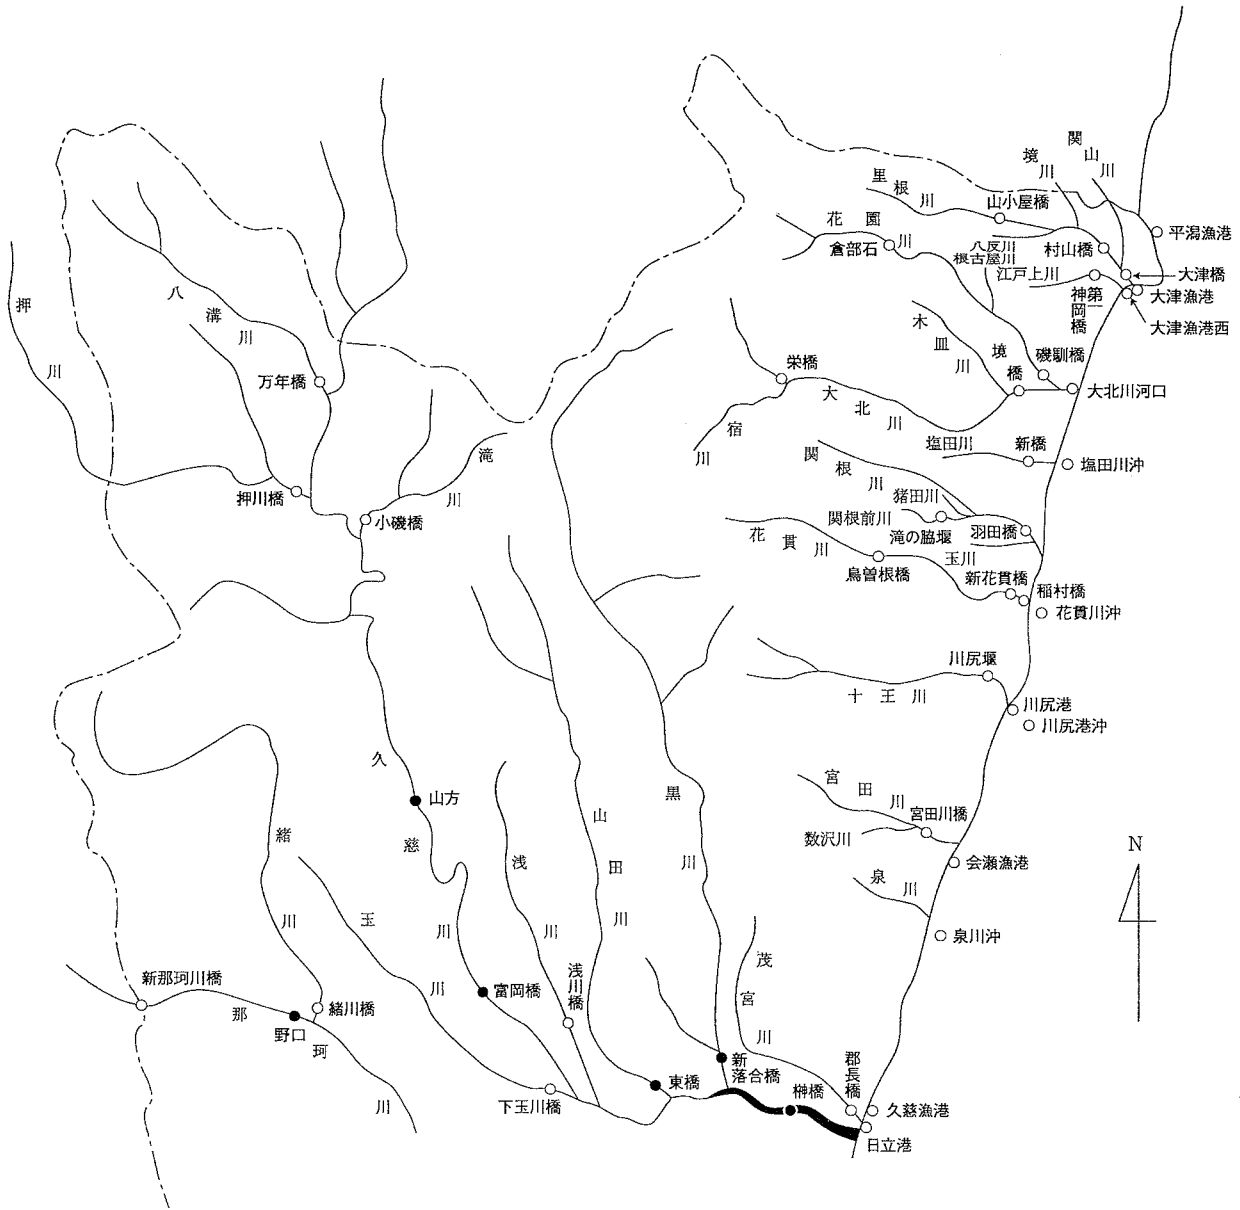 関山川
境川
里根川
山小屋橋
花園川
平潟漁港
倉部石
八反川
根古屋川
村山橋
江戸上川
大津橋
押川
八溝川
神岡第一橋
大津漁港
大津漁港西
木皿川
境橋
磯馴橋
万年橋
栄橋
大北川
大北川河口
宿川
塩田川
新橋
滝川
関根川
塩田川沖
押川橋
猪田川
小磯橋
関根前川
花貫川
滝の脇堰
羽田橋
玉川
鳥曽根橋
新花貫橋
稲村橋
花貫川沖
川尻堰
十王川
川尻港
川尻港沖
久慈川
山方
黒川
宮田川
宮田川橋
山田川
緒川
数沢川
浅川
会瀬漁港
N
泉川
玉川
茂宮川
泉川沖
新那珂川橋
浅川橋
富岡橋
那珂川
緒川橋
野口
新落合橋
郡長橋
東橋
榊橋
下玉川橋
久慈漁港
日立港